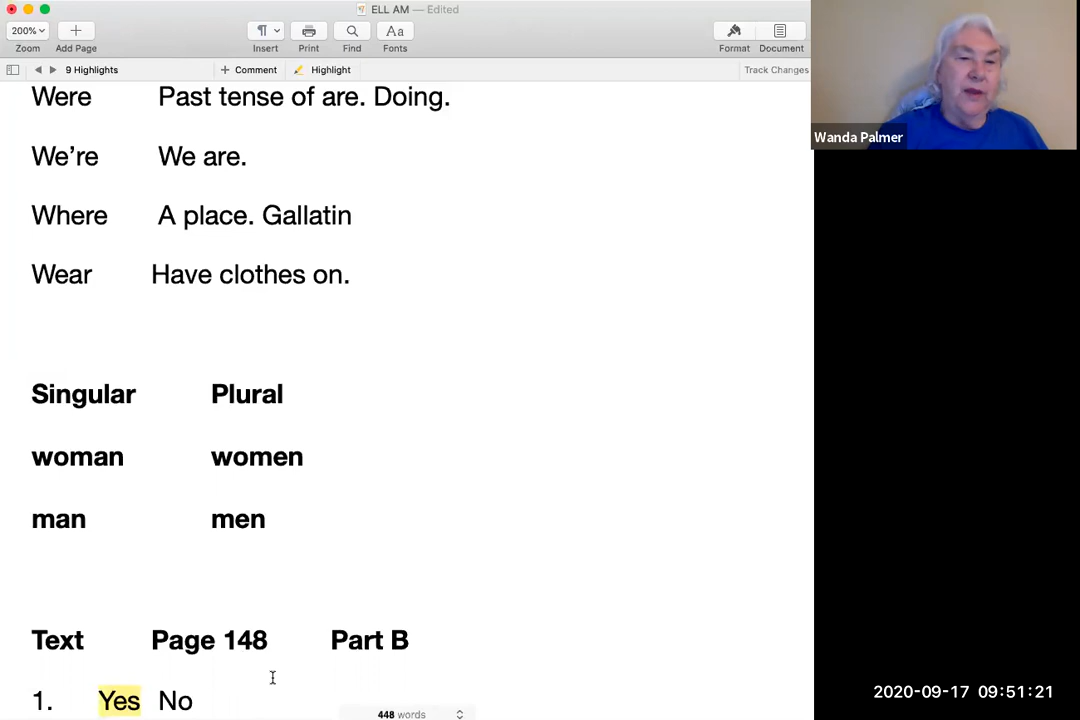 ELL AM — Edited
200%
Zoom
Add Page
Insert
Print
Find
Aa
Fonts
Format
Document
9 Highlights
+ Comment
Highlight
Track Changes
Were Past tense of are. Doing.
We’re We are.
Where A place. Gallatin
Wear Have clothes on.
Singular Plural
woman women
man men
Text Page 148 Part B
1. Yes No
448 words
Wanda Palmer
2020-09-17 09:51:21